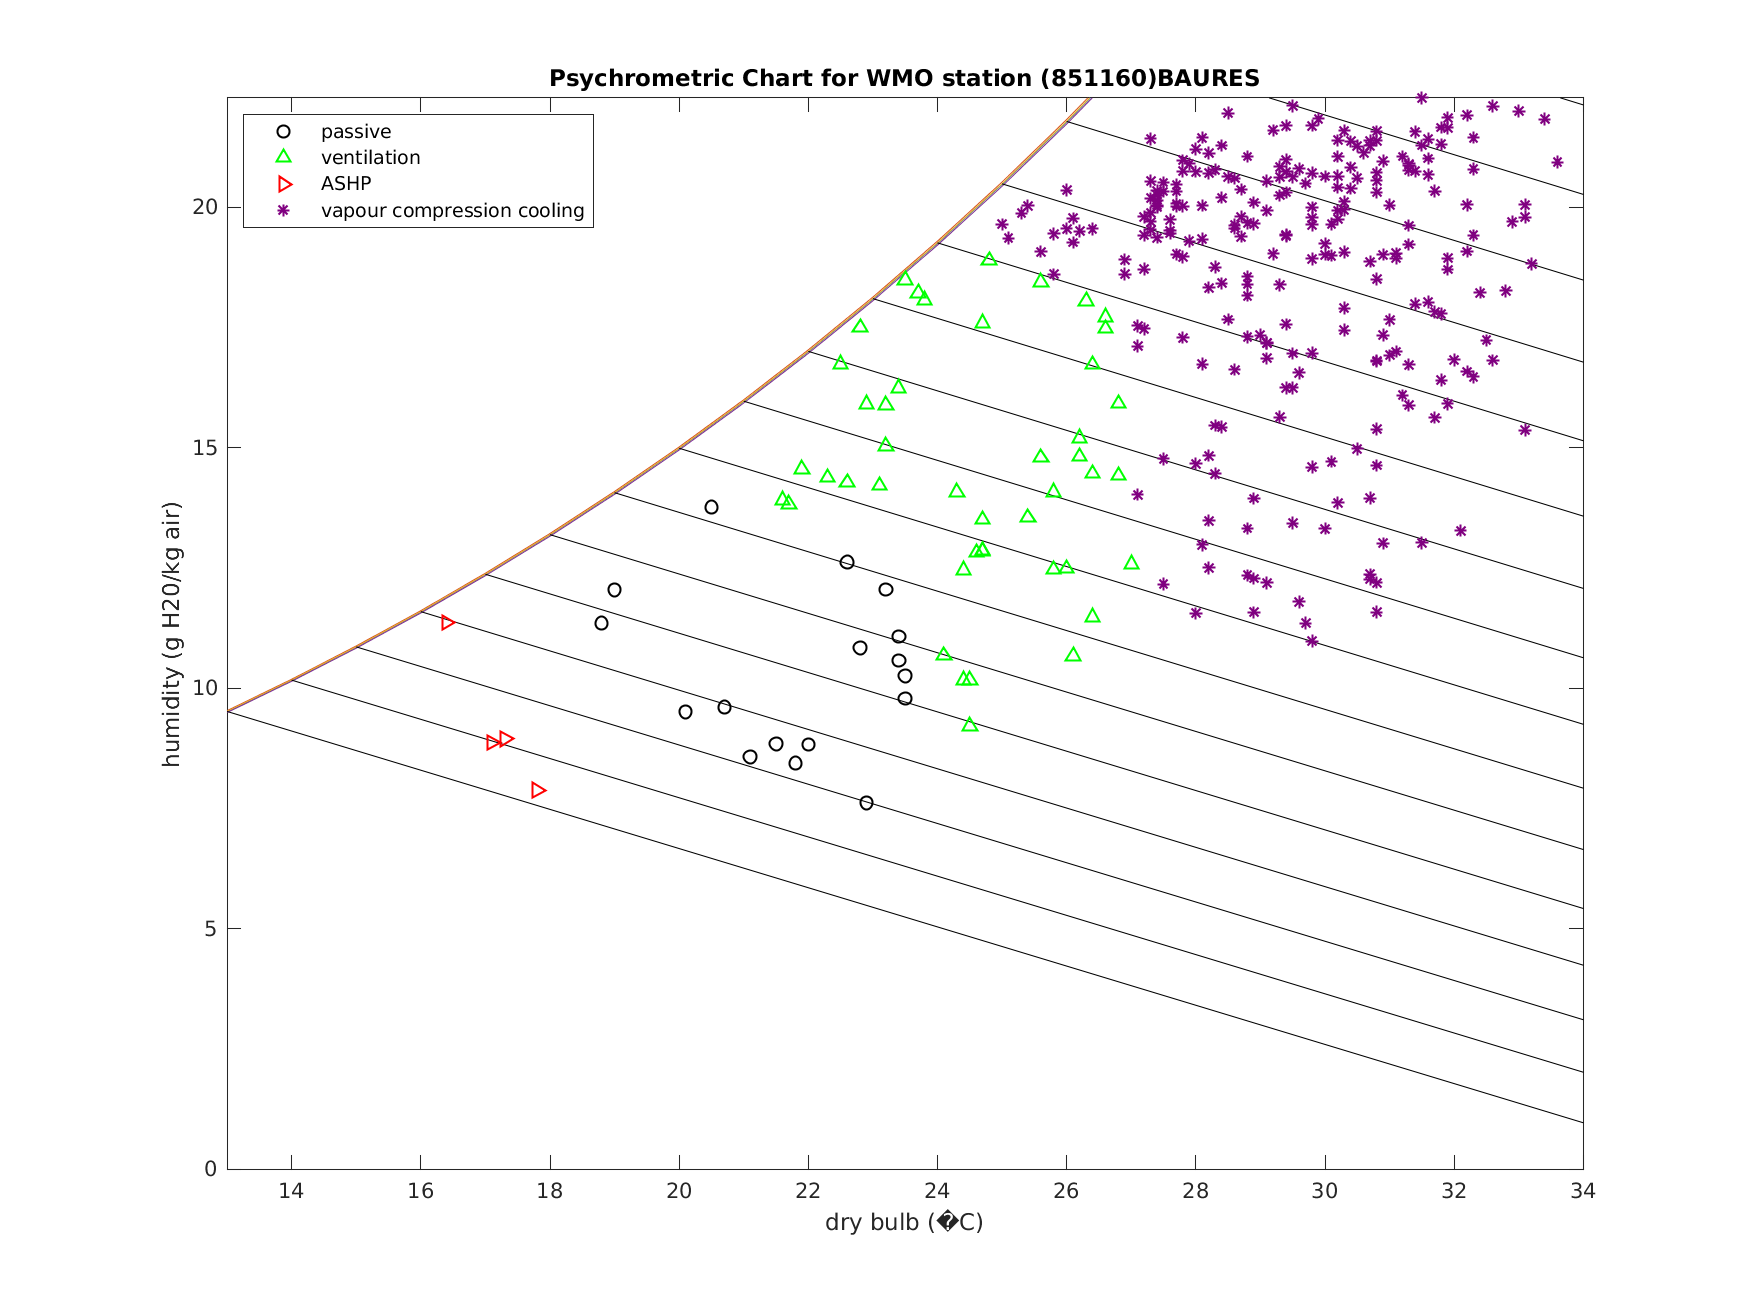 Psychrometric Chart for WMO station (851160)BAURES
passive
ventilation
ASHP
vapour compression cooling
20
15
10
5
0
humidity (g H20/kg air)
14 16 18 20 22 24 26 28 30 32 34
dry bulb (�C)